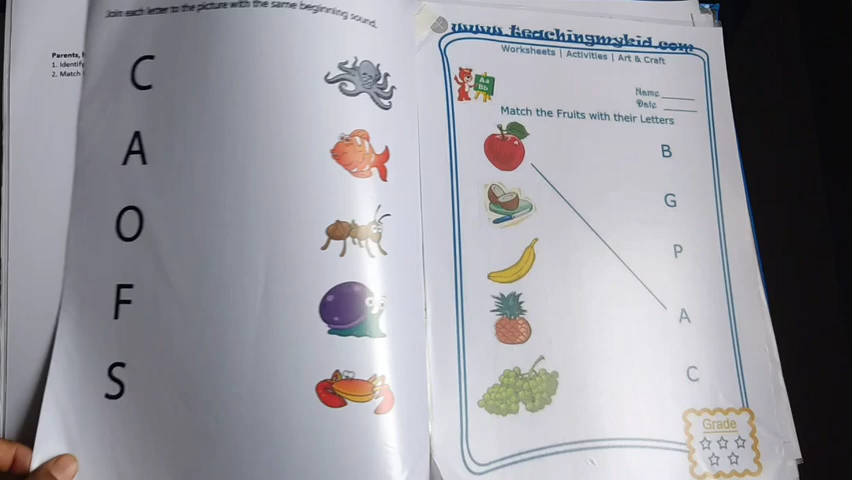 Join each letter to the picture with the same beginning sound.
Parents,
1. Identify
2. Match
C
A
O
F
S
www.teachingmykid.com
Worksheets | Activities | Art & Craft
Aa
Bb
Name
Date
Match the Fruits with their Letters
B
G
P
A
C
Grade